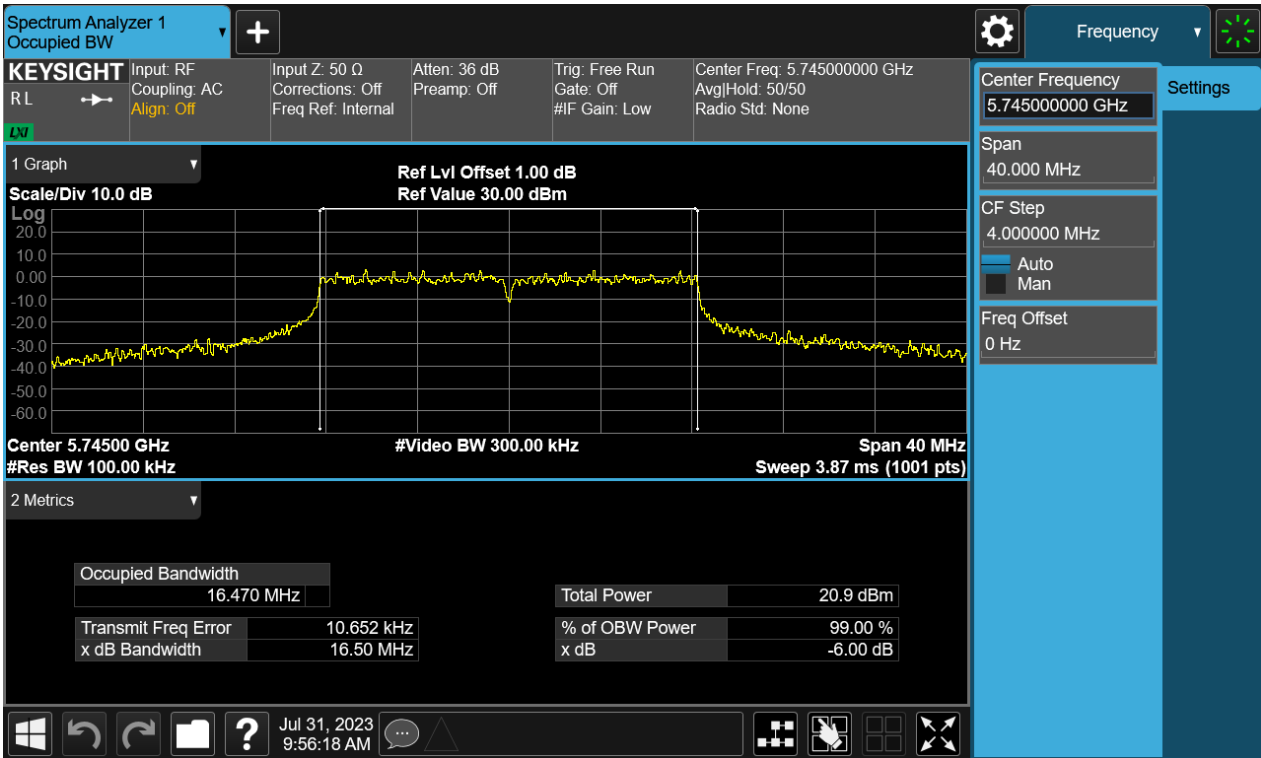 Spectrum Analyzer 1
Occupied BW
Frequency
KEYSIGHT
R L
LXI
Input: RF
Coupling: AC
Align: Off
Input Z: 50 Ω
Corrections: Off
Freq Ref: Internal
Atten: 36 dB
Preamp: Off
Trig: Free Run
Gate: Off
#IF Gain: Low
Center Freq: 5.745000000 GHz
Avg|Hold: 50/50
Radio Std: None
1 Graph
Scale/Div 10.0 dB
Ref Lvl Offset 1.00 dB
Ref Value 30.00 dBm
Log
20.0
10.0
0.00
-10.0
-20.0
-30.0
-40.0
-50.0
-60.0
Center 5.74500 GHz
#Res BW 100.00 kHz
#Video BW 300.00 kHz
Span 40 MHz
Sweep 3.87 ms (1001 pts)
2 Metrics
Occupied Bandwidth
16.470 MHz
Transmit Freq Error 10.652 kHz
x dB Bandwidth 16.50 MHz
Total Power 20.9 dBm
% of OBW Power 99.00 %
x dB -6.00 dB
?
Jul 31, 2023
9:56:18 AM
Center Frequency
5.745000000 GHz
Span
40.000 MHz
CF Step
4.000000 MHz
Auto
Man
Freq Offset
0 Hz
Settings